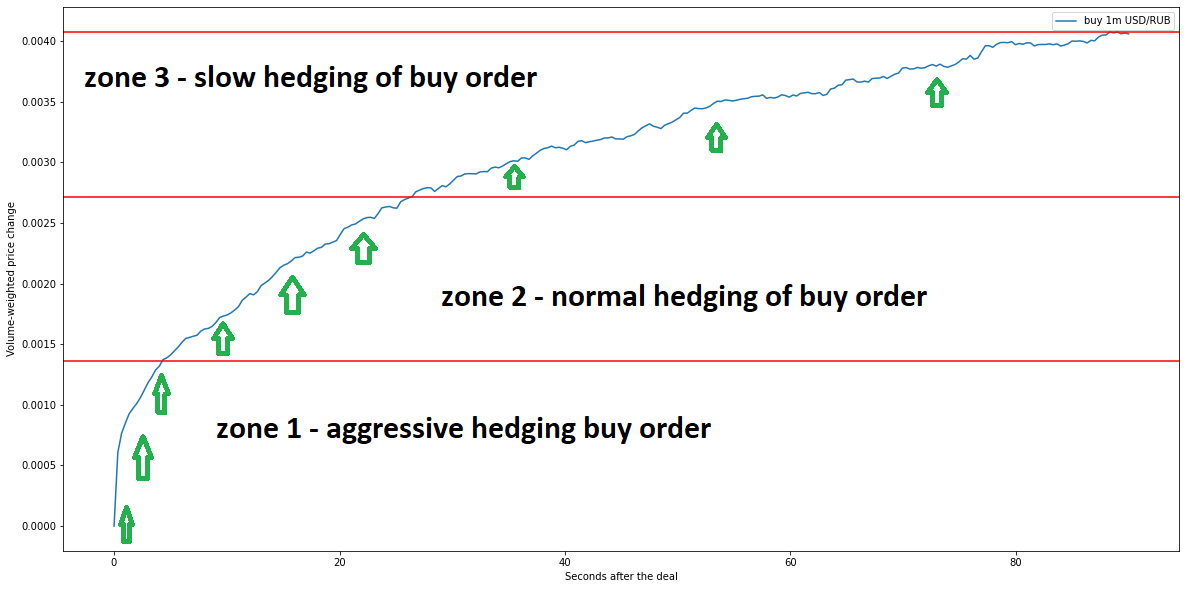 buy 1m USD/RUB
0.0040
zone 3 - slow hedging of buy order
0.0035
0.0030
0.0025
Volume-weighted price change
0.0020
zone 2 - normal hedging of buy order
0.0015
0.0010
zone 1 - aggressive hedging buy order
0.0005
0.0000
0 20 40 60 80
Seconds after the deal